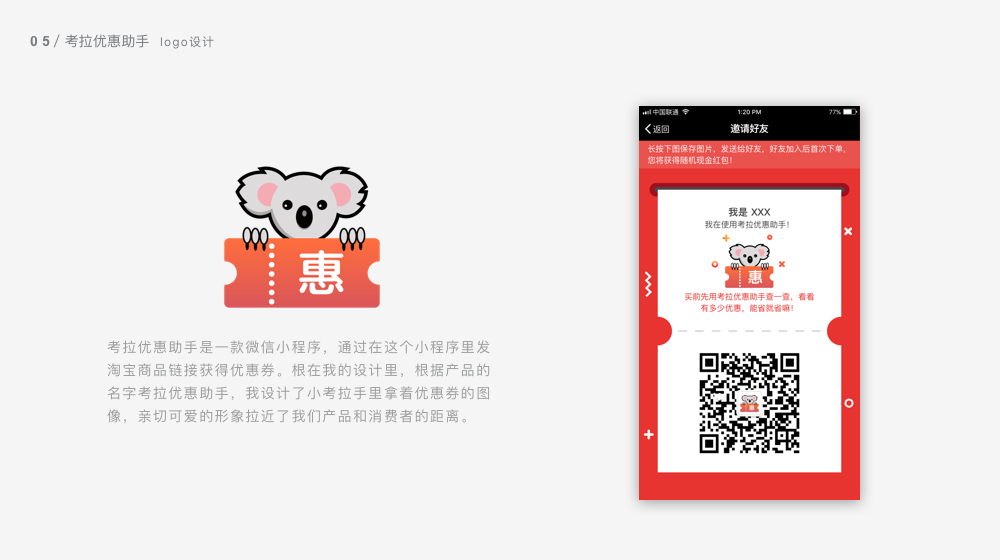 05/ 考拉优惠助手 logo设计
惠
考拉优惠助手是一款微信小程序，通过在这个小程序里发
淘宝商品链接获得优惠券。根在我的设计里，根据产品的
名字考拉优惠助手，我设计了小考拉手里拿着优惠券的图
像，亲切可爱的形象拉近了我们产品和消费者的距离。
中国联通 1:20 PM 77%
返回 邀请好友
长按下图保存图片，发送给好友，好友加入后首次下单，
您将获得随机现金红包！
我是 XXX
我在使用考拉优惠助手！
惠
买前先用考拉优惠助手查一查，看看
有多少优惠，能省就省嘛！
惠